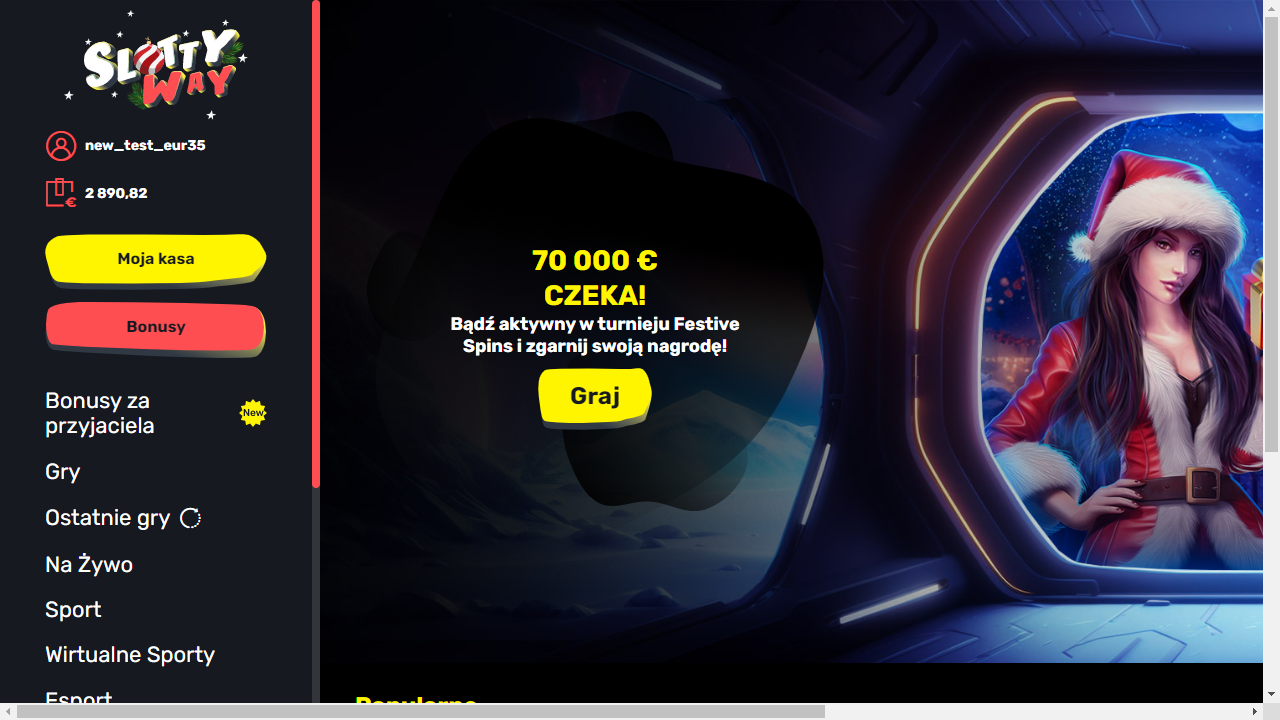 SLOTTY
WAY
new_test_eur35
€
2 890,82
Moja kasa
Bonusy
Bonusy za
przyjaciela
New
Gry
Ostatnie gry
Na Żywo
Sport
Wirtualne Sporty
Esport
70 000 €
CZEKA!
Bądź aktywny w turnieju Festive
Spins i zgarnij swoją nagrodę!
Graj
Popularne